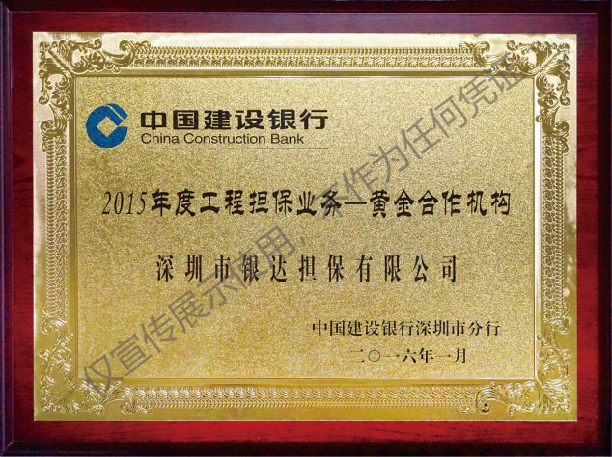 中国建设银行
China Construction Bank
2015年度工程担保业务—黄金合作机构
深圳市银达担保有限公司
中国建设银行深圳市分行
二〇一六年一月
仅宣传展示使用，不作为任何凭证